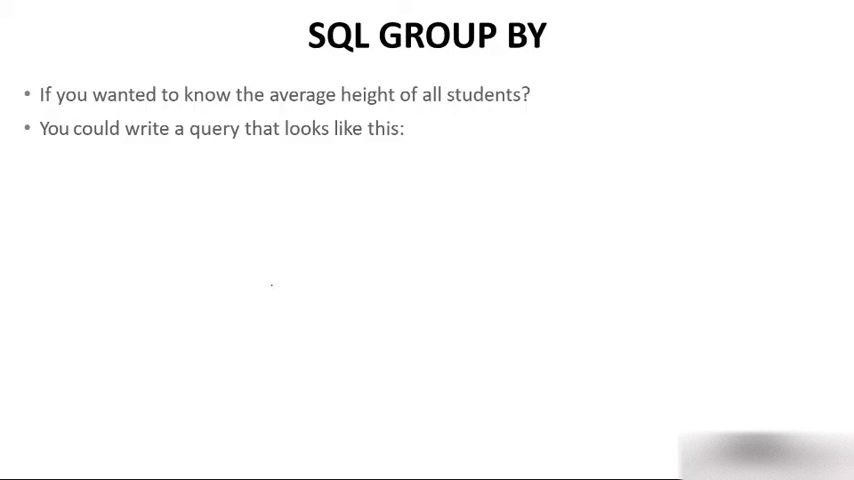 SQL GROUP BY
• If you wanted to know the average height of all students?
• You could write a query that looks like this: